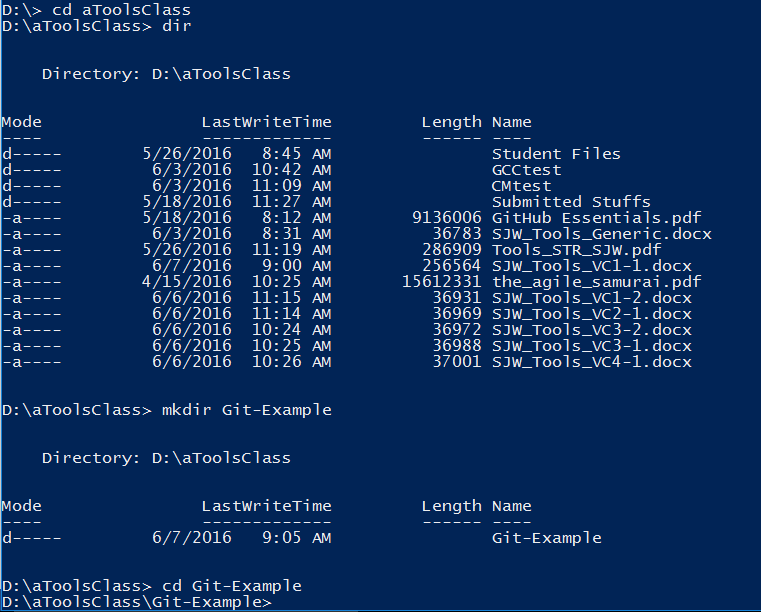 D:\> cd aToolsClass
D:\aToolsClass> dir
Directory: D:\aToolsClass
Mode LastWriteTime Length Name
---- ------------- ------ ----
d----- 5/26/2016 8:45 AM Student Files
d----- 6/3/2016 10:42 AM GCCtest
d----- 6/3/2016 11:09 AM CMtest
d----- 5/18/2016 11:27 AM Submitted Stuffs
-a---- 5/18/2016 8:12 AM 9136006 GitHub Essentials.pdf
-a---- 6/3/2016 8:31 AM 36783 SJW_Tools_Generic.docx
-a---- 5/26/2016 11:19 AM 286909 Tools_STR_SJW.pdf
-a---- 6/7/2016 9:00 AM 256564 SJW_Tools_VC1-1.docx
-a---- 4/15/2016 10:25 AM 15612331 the_agile_samurai.pdf
-a---- 6/6/2016 11:15 AM 36931 SJW_Tools_VC1-2.docx
-a---- 6/6/2016 11:14 AM 36969 SJW_Tools_VC2-1.docx
-a---- 6/6/2016 10:24 AM 36972 SJW_Tools_VC3-2.docx
-a---- 6/6/2016 10:25 AM 36988 SJW_Tools_VC3-1.docx
-a---- 6/6/2016 10:26 AM 37001 SJW_Tools_VC4-1.docx
D:\aToolsClass> mkdir Git-Example
Directory: D:\aToolsClass
Mode LastWriteTime Length Name
---- ------------- ------ ----
d----- 6/7/2016 9:05 AM Git-Example
D:\aToolsClass> cd Git-Example
D:\aToolsClass\Git-Example>